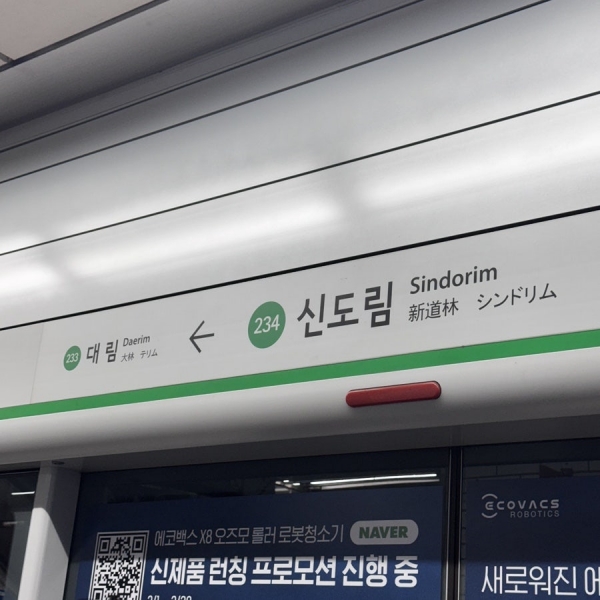 233 대림 Daerim
大林 テリム
←
234 신도림 Sindorim
新道林 シンドリム
에코백스 X8 오즈모 롤러 로봇청소기 NAVER
신제품 런칭 프로모션 진행 중
ECOVACS
ROBOTICS
새로워진 에